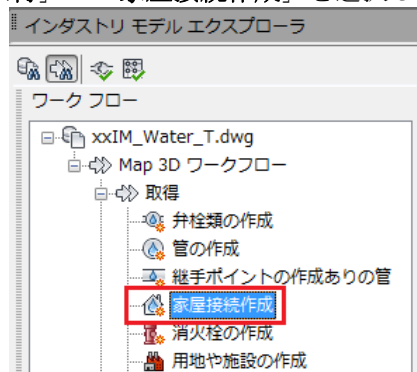 インダストリ モデル エクスプローラ
ワーク フロー
xxIM_Water_T.dwg
Map 3D ワークフロー
取得
弁栓類の作成
管の作成
継手ポイントの作成ありの管
家屋接続作成
消火栓の作成
用地や施設の作成